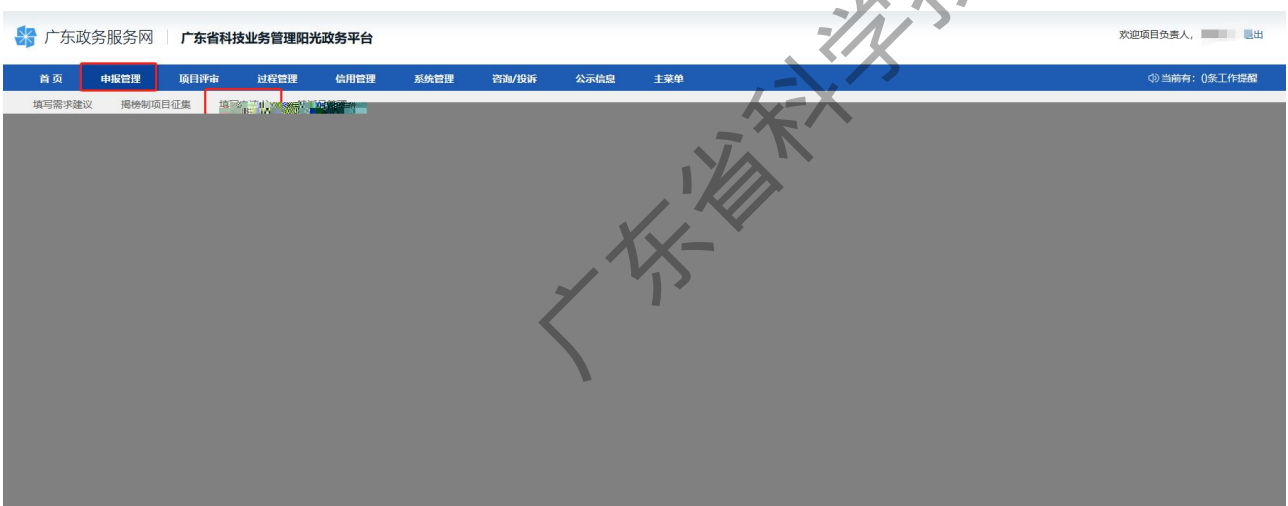 广东政务服务网 广东省科技业务管理阳光政务平台 欢迎项目负责人, 退出
首页 申报管理 项目评审 过程管理 信用管理 系统管理 咨询/投诉 公示信息 主菜单 当前有: 0条工作提醒
填写需求建议 揭榜制项目征集 填写
广东省科学技